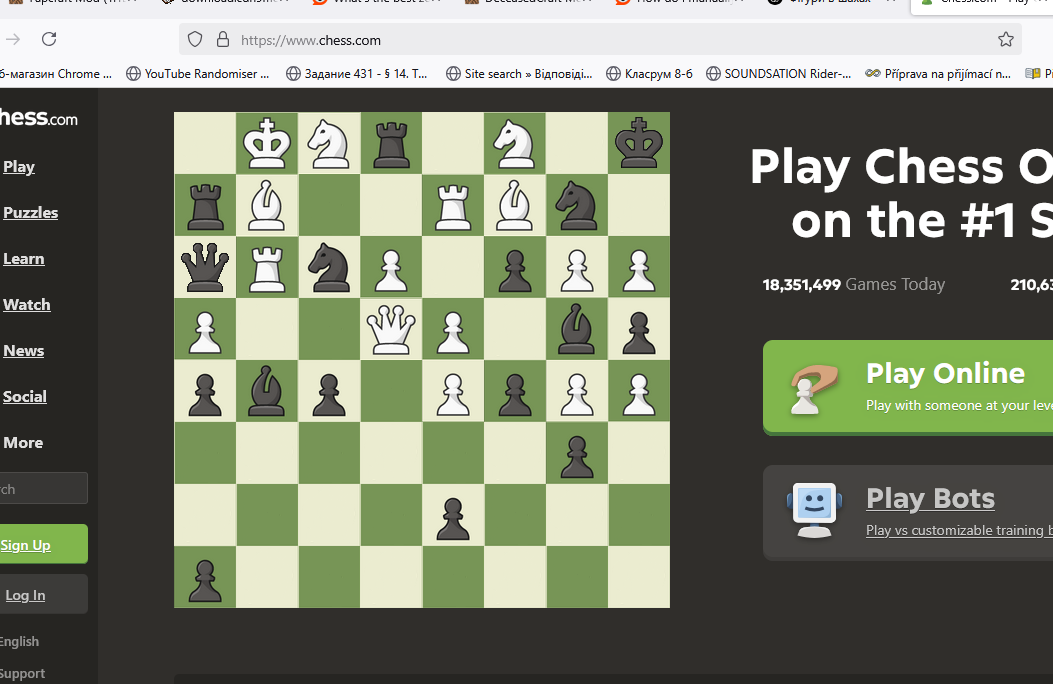 https://www.chess.com
б-магазин Chrome ... YouTube Randomiser ... Задание 431 - § 14. Т... Site search » Відповіді... Класрум 8-б SOUNDSATION Rider-... Příprava na přijímací n...
hess.com
Play
Puzzles
Learn
Watch
News
Social
More
rch
Sign Up
Log In
English
Support
Play Chess O
on the #1 S
18,351,499 Games Today 210,63
Play Online
Play with someone at your leve
Play Bots
Play vs customizable training b